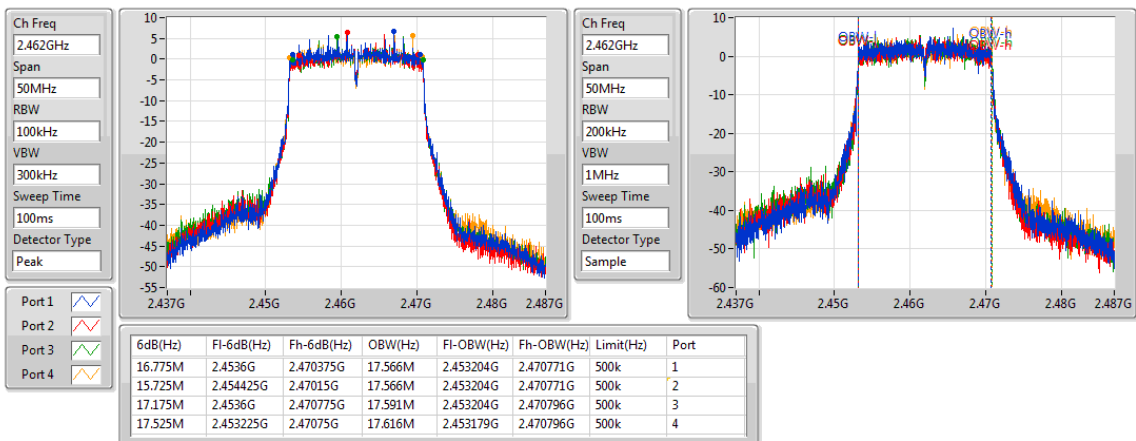 Ch Freq
2.462GHz
Span
50MHz
RBW
100kHz
VBW
300kHz
Sweep Time
100ms
Detector Type
Peak
10
5
0
-5
-10
-15
-20
-25
-30
-35
-40
-45
-50
-55
2.437G 2.45G 2.46G 2.47G 2.48G 2.487G
Ch Freq
2.462GHz
Span
50MHz
RBW
200kHz
VBW
1MHz
Sweep Time
100ms
Detector Type
Sample
10
0
-10
-20
-30
-40
-50
-60
OBW-l OBW-h
OBW-l OBW-h
2.437G 2.45G 2.46G 2.47G 2.48G 2.487G
Port 1
Port 2
Port 3
Port 4
6dB(Hz) Fl-6dB(Hz) Fh-6dB(Hz) OBW(Hz) Fl-OBW(Hz) Fh-OBW(Hz) Limit(Hz) Port
16.775M 2.4536G 2.470375G 17.566M 2.453204G 2.470771G 500k 1
15.725M 2.454425G 2.47015G 17.566M 2.453204G 2.470771G 500k 2
17.175M 2.4536G 2.470775G 17.591M 2.453204G 2.470796G 500k 3
17.525M 2.453225G 2.47075G 17.616M 2.453179G 2.470796G 500k 4